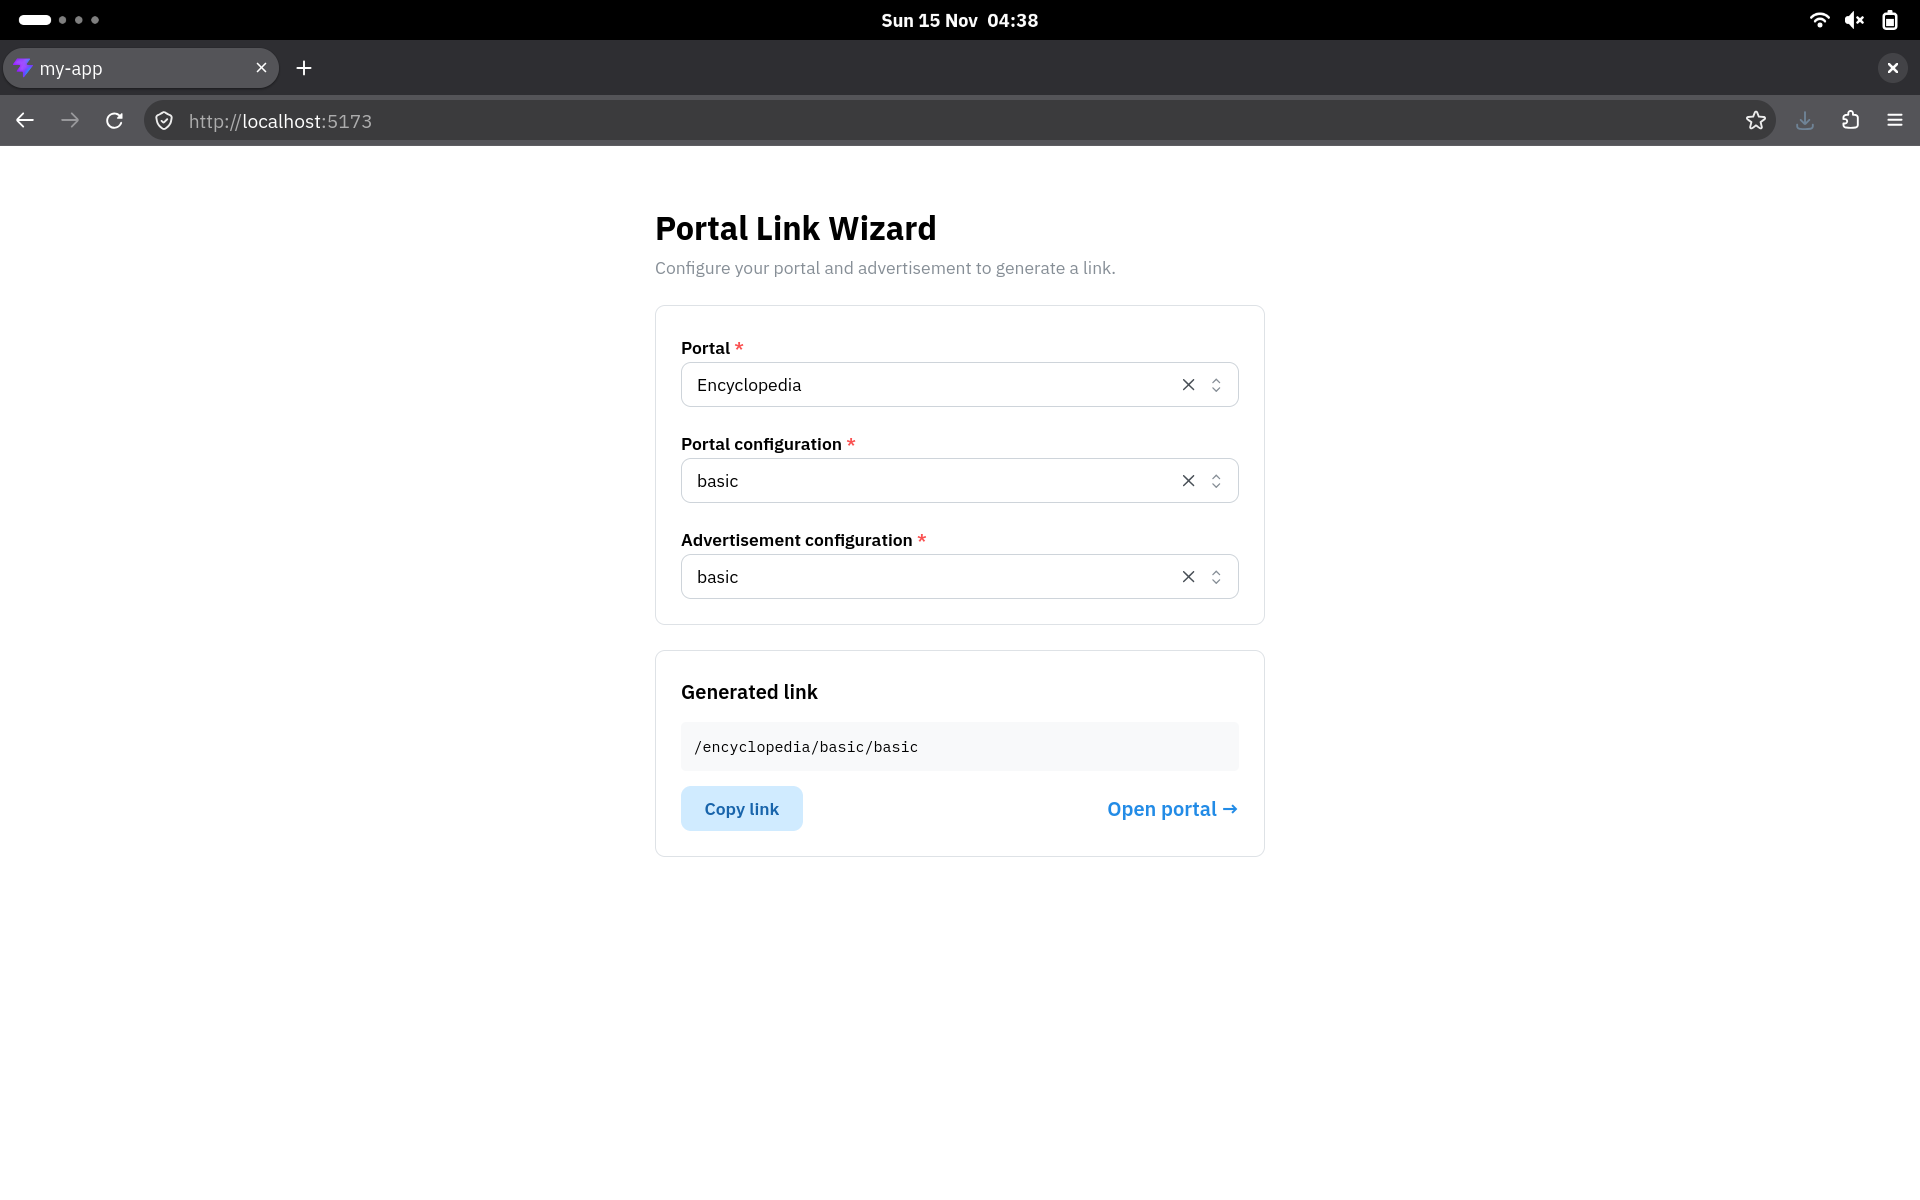 Sun 15 Nov 04:38
my-app
http://localhost:5173
Portal Link Wizard
Configure your portal and advertisement to generate a link.
Portal *
Encyclopedia
Portal configuration *
basic
Advertisement configuration *
basic
Generated link
/encyclopedia/basic/basic
Copy link
Open portal →